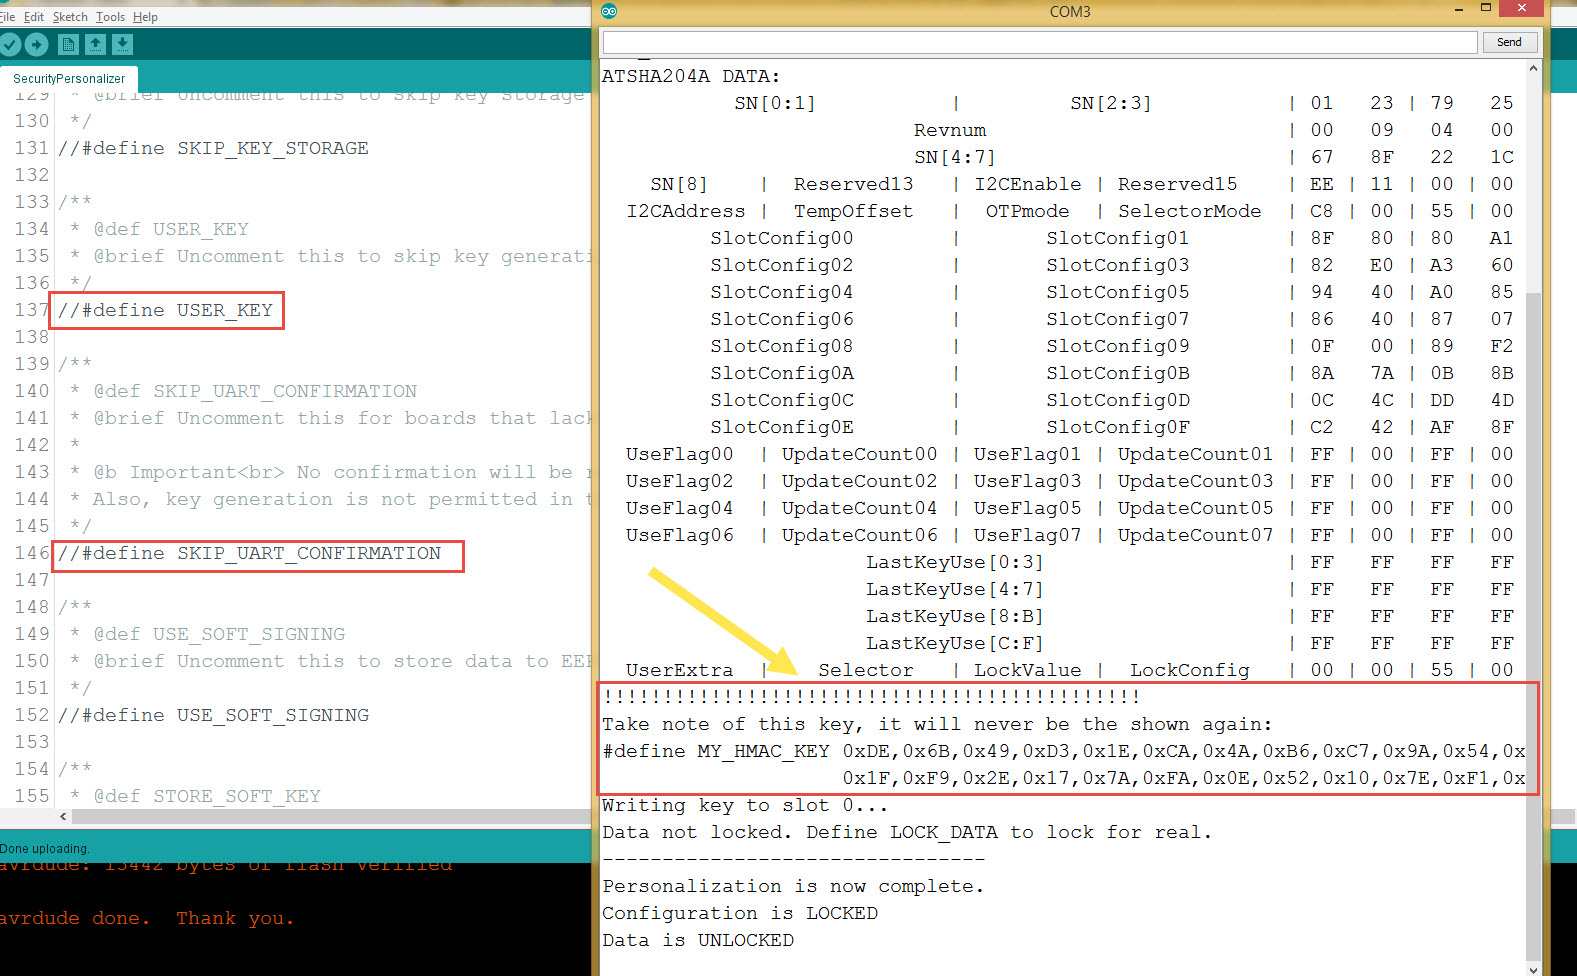 File Edit Sketch Tools Help
SecurityPersonalizer
129 * @brief Uncomment this to skip key storage
130 */
131 //#define SKIP_KEY_STORAGE
132
133 /**
134 * @def USER_KEY
135 * @brief Uncomment this to skip key generati
136 */
137 //#define USER_KEY
138
139 /**
140 * @def SKIP_UART_CONFIRMATION
141 * @brief Uncomment this for boards that lack
142 *
143 * @b Important<br> No confirmation will be r
144 * Also, key generation is not permitted in t
145 */
146 //#define SKIP_UART_CONFIRMATION
147
148 /**
149 * @def USE_SOFT_SIGNING
150 * @brief Uncomment this to store data to EEP
151 */
152 //#define USE_SOFT_SIGNING
153
154 /**
155 * @def STORE_SOFT_KEY
Done uploading.
avrdude: 15442 bytes of flash verified
avrdude done. Thank you.
COM3
Send
ATSHA204A DATA:
SN[0:1] | SN[2:3] | 01 23 | 79 25
Revnum | 00 09 04 00
SN[4:7] | 67 8F 22 1C
SN[8] | Reserved13 | I2CEnable | Reserved15 | EE | 11 | 00 | 00
I2CAddress | TempOffset | OTPmode | SelectorMode | C8 | 00 | 55 | 00
SlotConfig00 | SlotConfig01 | 8F 80 | 80 A1
SlotConfig02 | SlotConfig03 | 82 E0 | A3 60
SlotConfig04 | SlotConfig05 | 94 40 | A0 85
SlotConfig06 | SlotConfig07 | 86 40 | 87 07
SlotConfig08 | SlotConfig09 | 0F 00 | 89 F2
SlotConfig0A | SlotConfig0B | 8A 7A | 0B 8B
SlotConfig0C | SlotConfig0D | 0C 4C | DD 4D
SlotConfig0E | SlotConfig0F | C2 42 | AF 8F
UseFlag00 | UpdateCount00 | UseFlag01 | UpdateCount01 | FF | 00 | FF | 00
UseFlag02 | UpdateCount02 | UseFlag03 | UpdateCount03 | FF | 00 | FF | 00
UseFlag04 | UpdateCount04 | UseFlag05 | UpdateCount05 | FF | 00 | FF | 00
UseFlag06 | UpdateCount06 | UseFlag07 | UpdateCount07 | FF | 00 | FF | 00
LastKeyUse[0:3] | FF FF FF FF
LastKeyUse[4:7] | FF FF FF FF
LastKeyUse[8:B] | FF FF FF FF
LastKeyUse[C:F] | FF FF FF FF
UserExtra | Selector | LockValue | LockConfig | 00 | 00 | 55 | 00
!!!!!!!!!!!!!!!!!!!!!!!!!!!!!!!!!!!!!!!!!!!!!
Take note of this key, it will never be the shown again:
#define MY_HMAC_KEY 0xDE,0x6B,0x49,0xD3,0x1E,0xCA,0x4A,0xB6,0xC7,0x9A,0x54,0x
0x1F,0xF9,0x2E,0x17,0x7A,0xFA,0x0E,0x52,0x10,0x7E,0xF1,0x
Writing key to slot 0...
Data not locked. Define LOCK_DATA to lock for real.
--------------------------------
Personalization is now complete.
Configuration is LOCKED
Data is UNLOCKED